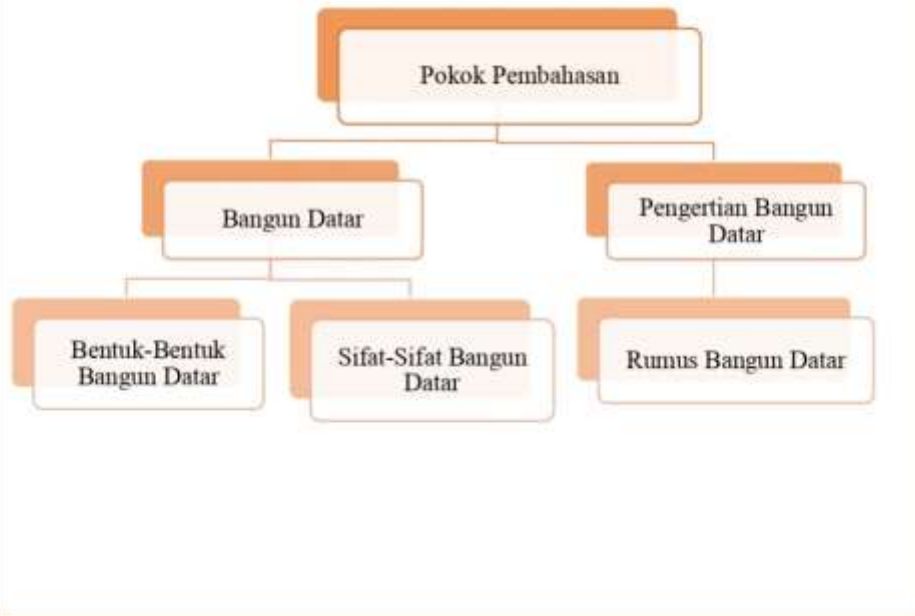 Pokok Pembahasan
Bangun Datar
Pengertian Bangun
Datar
Bentuk-Bentuk
Bangun Datar
Sifat-Sifat Bangun
Datar
Rumus Bangun Datar